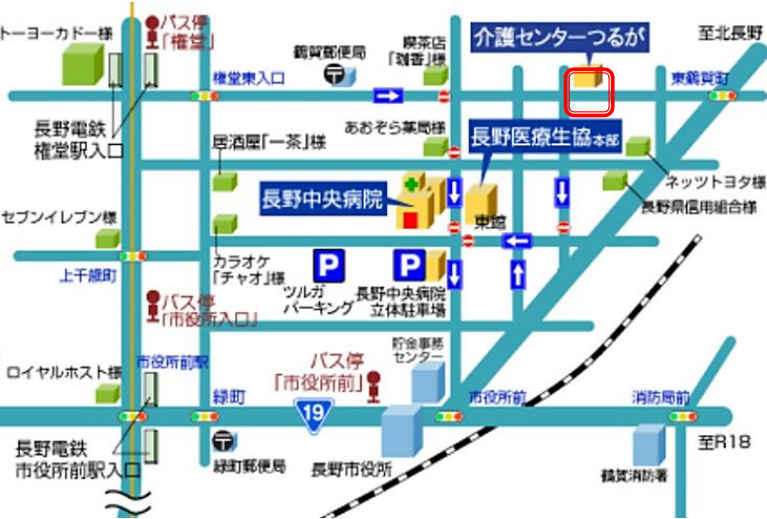 トーヨーカドー様
バス停
「権堂」
鶴賀郵便局
喫茶店
「珈香」様
介護センターつるが
至北長野
権堂東入口
東鶴賀町
長野電鉄
権堂駅入口
居酒屋「一茶」様
あおぞら薬局様
長野医療生協本部
ネッツトヨタ様
長野県信用組合様
長野中央病院
東館
セブンイレブン様
カラオケ
「チャオ」様
上千歳町
P
P
ツルガ
パーキング
長野中央病院
立体駐車場
バス停
「市役所入口」
貯金事務
センター
市役所前駅
ロイヤルホスト様
バス停
「市役所前」
緑町
19
市役所前
消防局前
長野電鉄
市役所前駅入口
緑町郵便局
長野市役所
鶴賀消防署
至R18